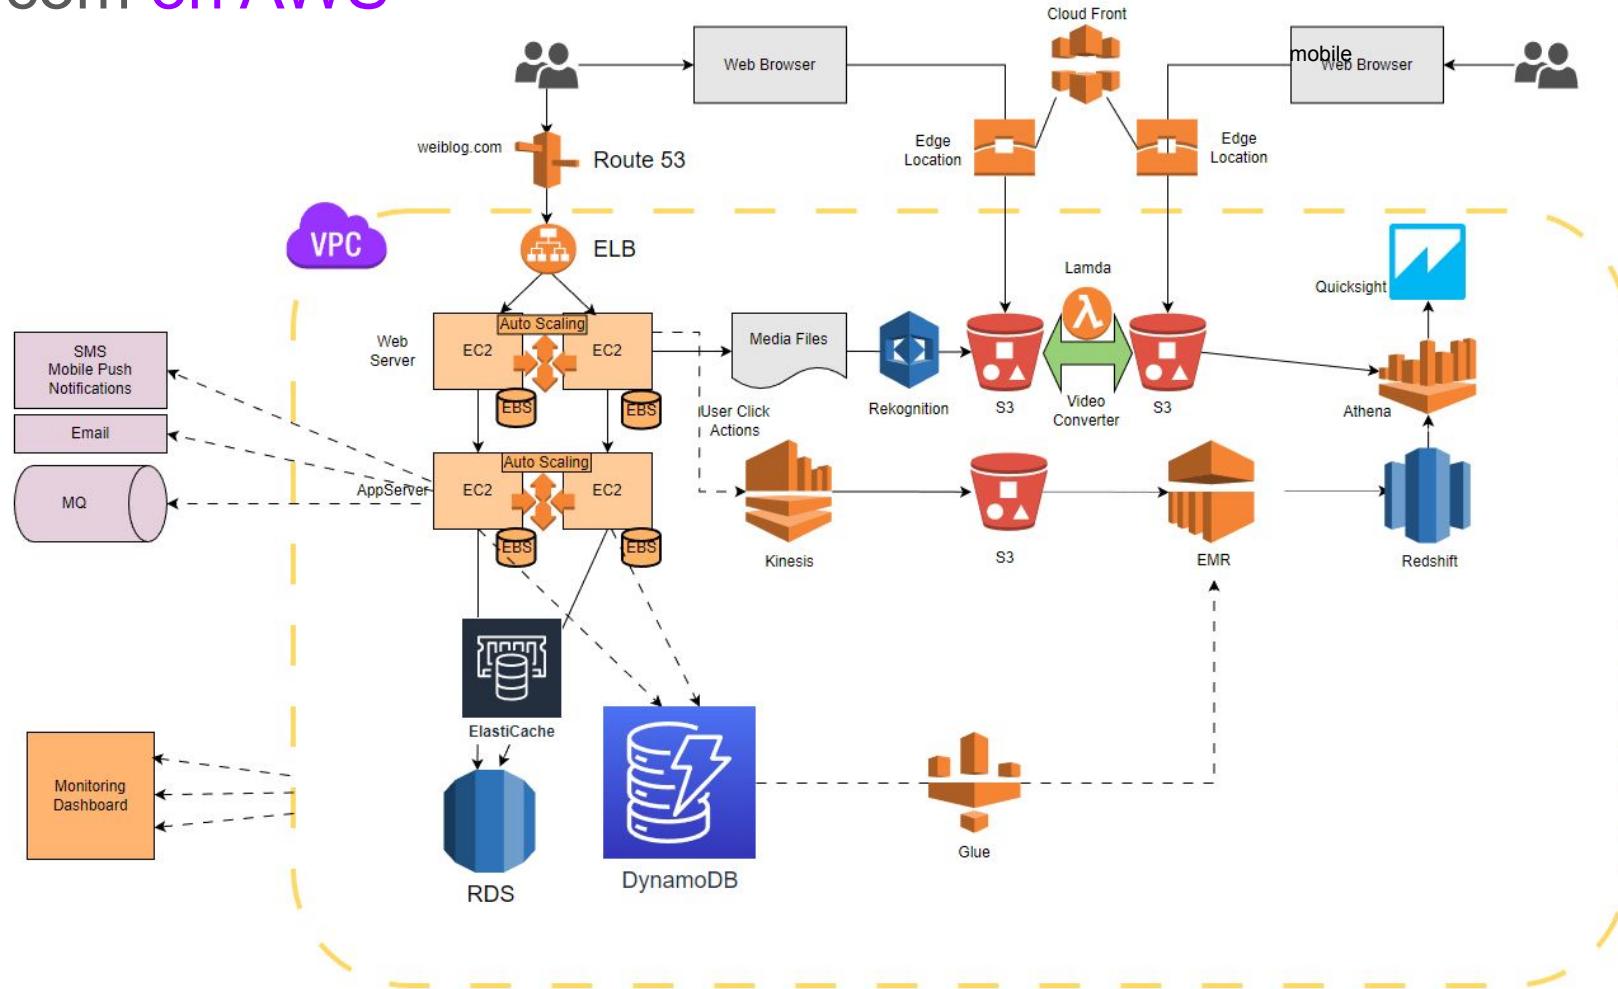 com on AWS
Cloud Front
Web Browser
mobile
Web Browser
weiblog.com
Route 53
Edge
Location
Edge
Location
VPC
ELB
Quicksight
Lamda
Web
Server
Auto Scaling
EC2
EC2
EBS
EBS
Media Files
Rekognition
S3
Video
Converter
S3
Athena
SMS
Mobile Push
Notifications
Email
MQ
User Click
Actions
AppServer
Auto Scaling
EC2
EC2
EBS
EBS
Kinesis
S3
EMR
Redshift
ElastiCache
Monitoring
Dashboard
RDS
DynamoDB
Glue